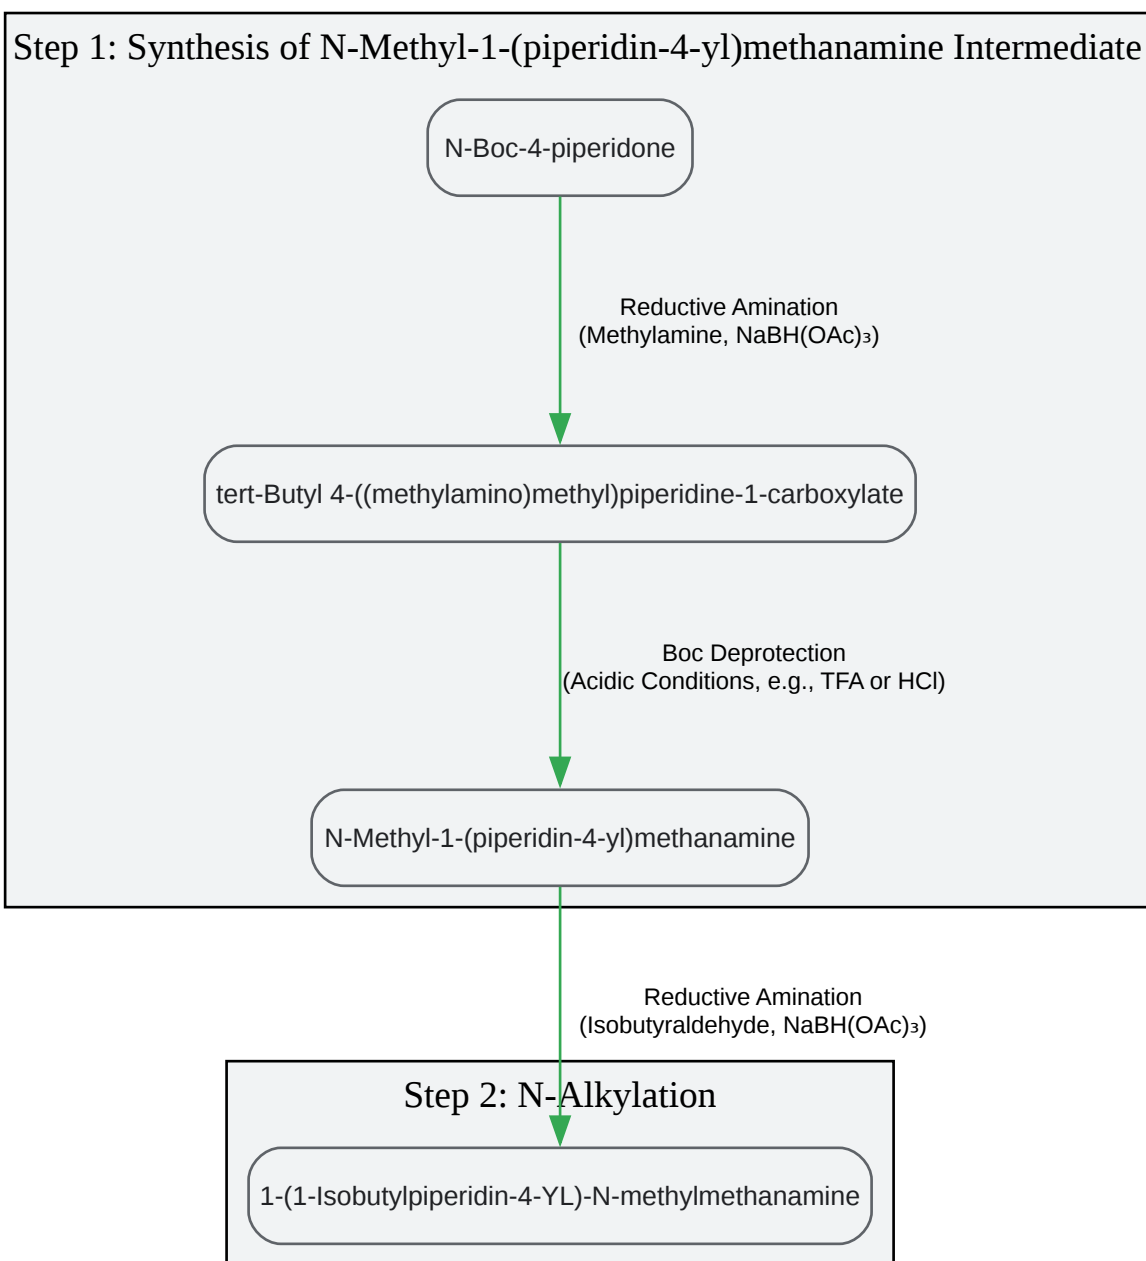 Step 1: Synthesis of N-Methyl-1-(piperidin-4-yl)methanamine Intermediate
N-Boc-4-piperidone
Reductive Amination
(Methylamine, NaBH(OAc)₃)
tert-Butyl 4-((methylamino)methyl)piperidine-1-carboxylate
Boc Deprotection
(Acidic Conditions, e.g., TFA or HCl)
N-Methyl-1-(piperidin-4-yl)methanamine
Reductive Amination
(Isobutyraldehyde, NaBH(OAc)₃)
Step 2: N-Alkylation
1-(1-Isobutylpiperidin-4-YL)-N-methylmethanamine